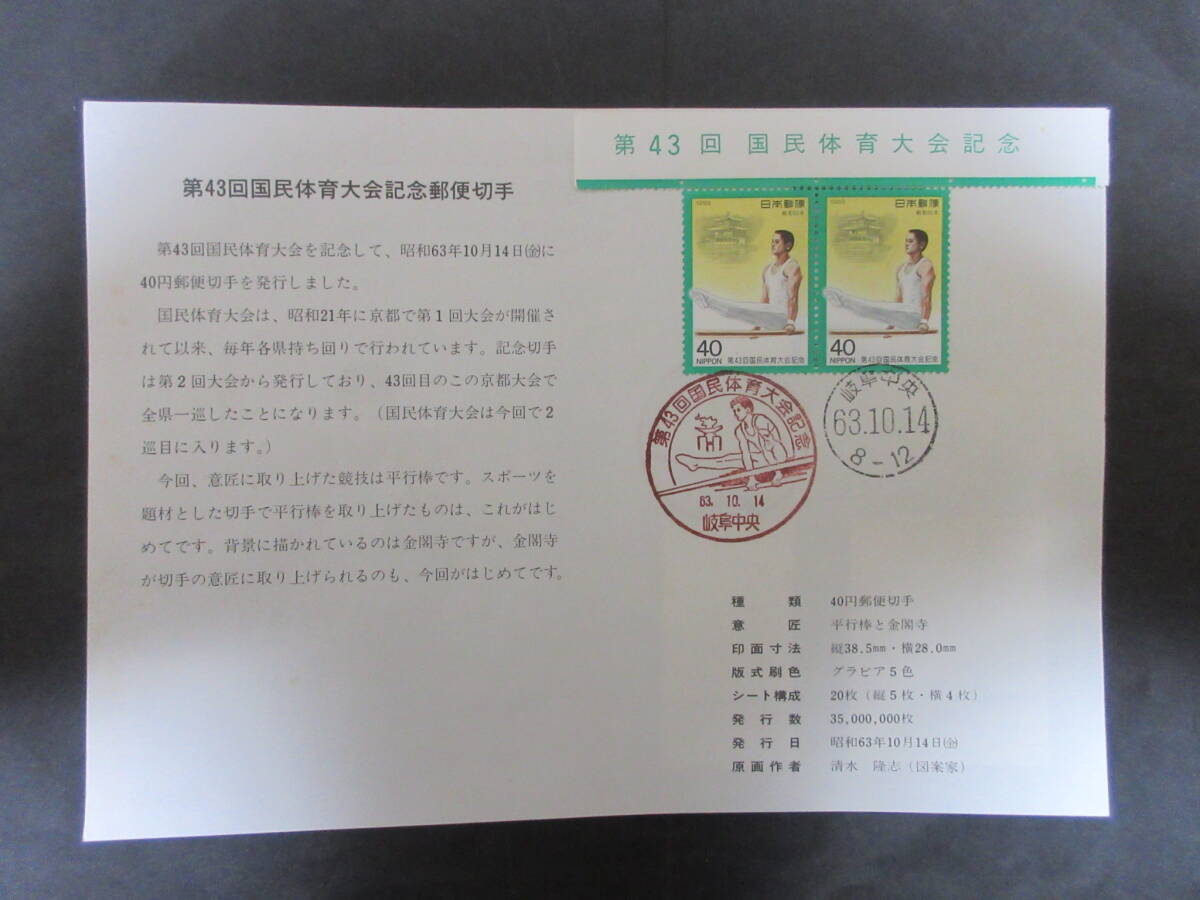 第43回国民体育大会記念郵便切手
第43回国民体育大会を記念して、昭和63年10月14日㈮に
40円郵便切手を発行しました。
国民体育大会は、昭和21年に京都で第1回大会が開催さ
れて以来、毎年各県持ち回りで行われています。記念切手
は第2回大会から発行しており、43回目のこの京都大会で
全県一巡したことになります。(国民体育大会は今回で2
巡目に入ります。)
今回、意匠に取り上げた競技は平行棒です。スポーツを
題材とした切手で平行棒を取り上げたものは、これがはじ
めてです。背景に描かれているのは金閣寺ですが、金閣寺
が切手の意匠に取り上げられるのも、今回がはじめてです。
第43回 国民体育大会記念
1988 日本郵便
昭和63年
40
NIPPON 第43回国民体育大会記念
1988 日本郵便
昭和63年
40
NIPPON 第43回国民体育大会記念
第43回国民体育大会記念
63. 10. 14
岐阜中央
岐阜中央
63.10.14
8-12
種類 40円郵便切手
意匠 平行棒と金閣寺
印面寸法 縦38.5㎜・横28.0㎜
版式刷色 グラビア5色
シート構成 20枚(縦5枚・横4枚)
発行数 35,000,000枚
発行日 昭和63年10月14日㈮
原画作者 清水 隆志(図案家)